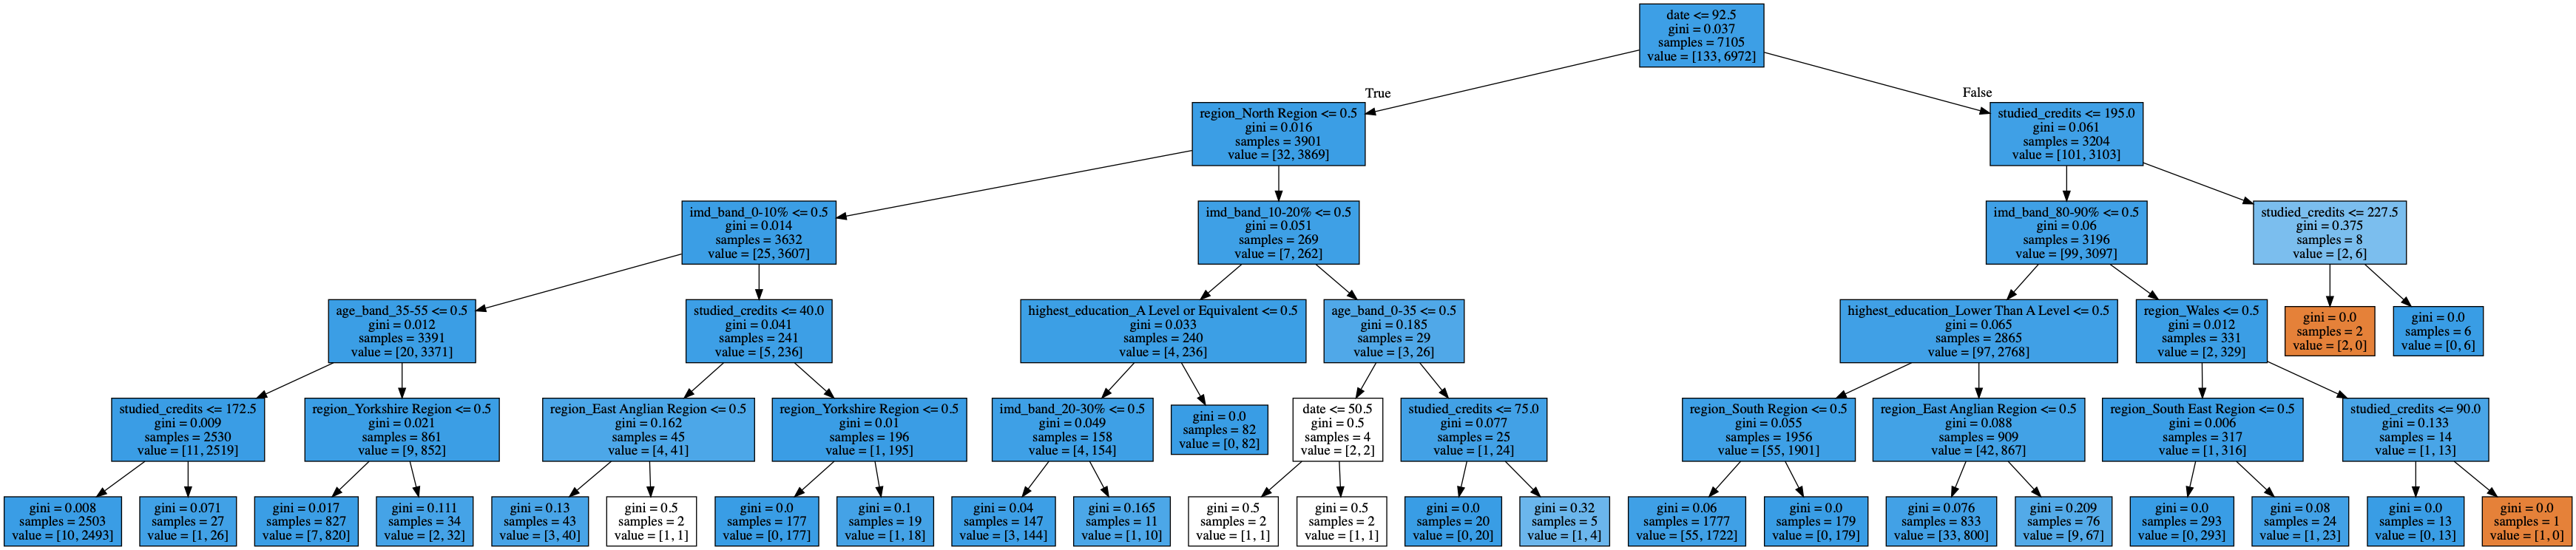 date <= 92.5
gini = 0.037
samples = 7105
value = [133, 6972]
True
False
region_North Region <= 0.5
gini = 0.016
samples = 3901
value = [32, 3869]
studied_credits <= 195.0
gini = 0.061
samples = 3204
value = [101, 3103]
imd_band_0-10% <= 0.5
gini = 0.014
samples = 3632
value = [25, 3607]
imd_band_10-20% <= 0.5
gini = 0.051
samples = 269
value = [7, 262]
imd_band_80-90% <= 0.5
gini = 0.06
samples = 3196
value = [99, 3097]
studied_credits <= 227.5
gini = 0.375
samples = 8
value = [2, 6]
age_band_35-55 <= 0.5
gini = 0.012
samples = 3391
value = [20, 3371]
studied_credits <= 40.0
gini = 0.041
samples = 241
value = [5, 236]
highest_education_A Level or Equivalent <= 0.5
gini = 0.033
samples = 240
value = [4, 236]
age_band_0-35 <= 0.5
gini = 0.185
samples = 29
value = [3, 26]
highest_education_Lower Than A Level <= 0.5
gini = 0.065
samples = 2865
value = [97, 2768]
region_Wales <= 0.5
gini = 0.012
samples = 331
value = [2, 329]
gini = 0.0
samples = 2
value = [2, 0]
gini = 0.0
samples = 6
value = [0, 6]
studied_credits <= 172.5
gini = 0.009
samples = 2530
value = [11, 2519]
region_Yorkshire Region <= 0.5
gini = 0.021
samples = 861
value = [9, 852]
region_East Anglian Region <= 0.5
gini = 0.162
samples = 45
value = [4, 41]
region_Yorkshire Region <= 0.5
gini = 0.01
samples = 196
value = [1, 195]
imd_band_20-30% <= 0.5
gini = 0.049
samples = 158
value = [4, 154]
gini = 0.0
samples = 82
value = [0, 82]
date <= 50.5
gini = 0.5
samples = 4
value = [2, 2]
studied_credits <= 75.0
gini = 0.077
samples = 25
value = [1, 24]
region_South Region <= 0.5
gini = 0.055
samples = 1956
value = [55, 1901]
region_East Anglian Region <= 0.5
gini = 0.088
samples = 909
value = [42, 867]
region_South East Region <= 0.5
gini = 0.006
samples = 317
value = [1, 316]
studied_credits <= 90.0
gini = 0.133
samples = 14
value = [1, 13]
gini = 0.008
samples = 2503
value = [10, 2493]
gini = 0.071
samples = 27
value = [1, 26]
gini = 0.017
samples = 827
value = [7, 820]
gini = 0.111
samples = 34
value = [2, 32]
gini = 0.13
samples = 43
value = [3, 40]
gini = 0.5
samples = 2
value = [1, 1]
gini = 0.0
samples = 177
value = [0, 177]
gini = 0.1
samples = 19
value = [1, 18]
gini = 0.04
samples = 147
value = [3, 144]
gini = 0.165
samples = 11
value = [1, 10]
gini = 0.5
samples = 2
value = [1, 1]
gini = 0.5
samples = 2
value = [1, 1]
gini = 0.0
samples = 20
value = [0, 20]
gini = 0.32
samples = 5
value = [1, 4]
gini = 0.06
samples = 1777
value = [55, 1722]
gini = 0.0
samples = 179
value = [0, 179]
gini = 0.076
samples = 833
value = [33, 800]
gini = 0.209
samples = 76
value = [9, 67]
gini = 0.0
samples = 293
value = [0, 293]
gini = 0.08
samples = 24
value = [1, 23]
gini = 0.0
samples = 13
value = [0, 13]
gini = 0.0
samples = 1
value = [1, 0]